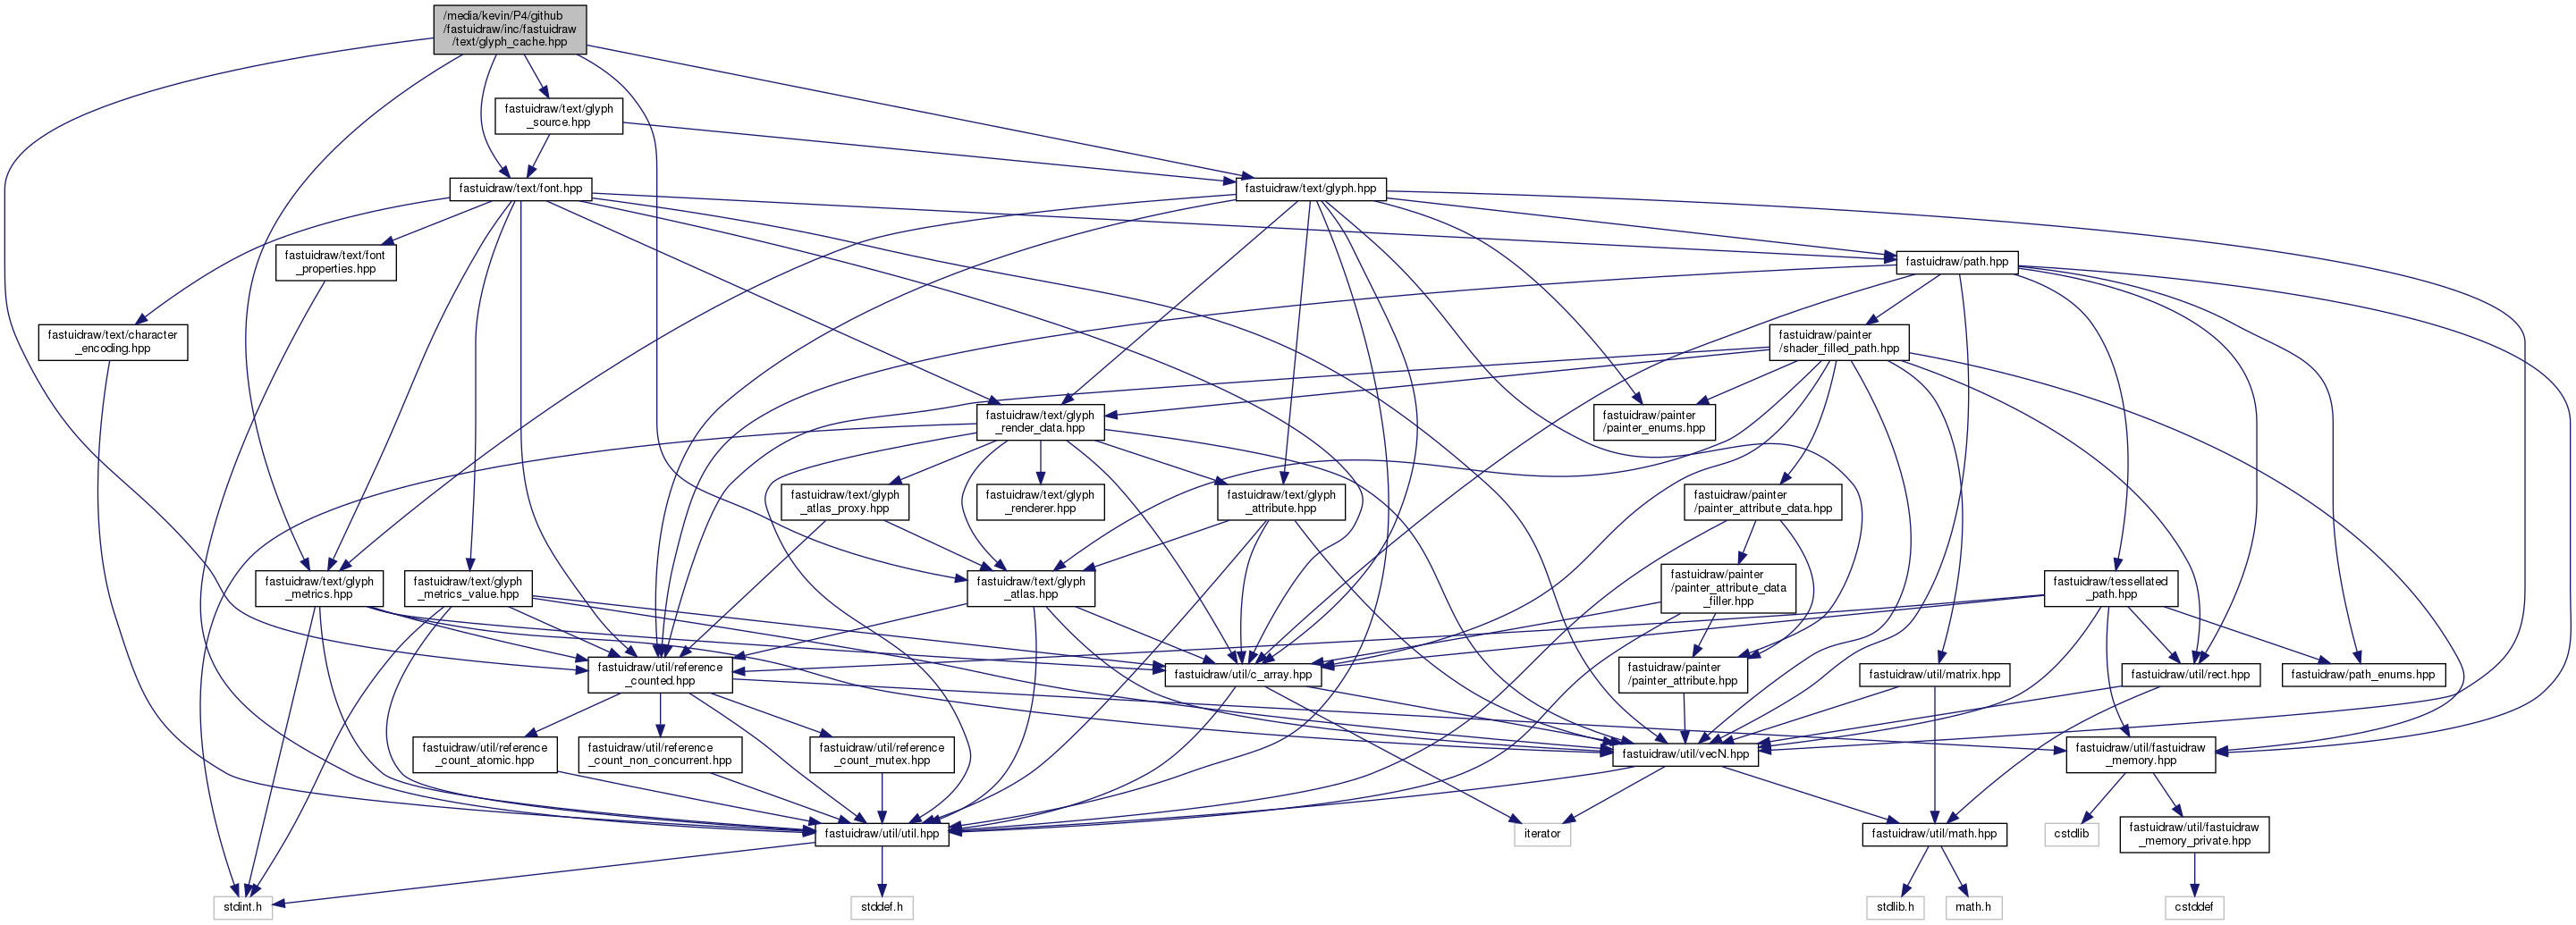 /media/kevin/P4/github
/fastuidraw/inc/fastuidraw
/text/glyph_cache.hpp
fastuidraw/text/glyph
_source.hpp
fastuidraw/text/font.hpp
fastuidraw/text/glyph.hpp
fastuidraw/text/font
_properties.hpp
fastuidraw/path.hpp
fastuidraw/text/character
_encoding.hpp
fastuidraw/painter
/shader_filled_path.hpp
fastuidraw/text/glyph
_render_data.hpp
fastuidraw/painter
/painter_enums.hpp
fastuidraw/text/glyph
_atlas_proxy.hpp
fastuidraw/text/glyph
_renderer.hpp
fastuidraw/text/glyph
_attribute.hpp
fastuidraw/painter
/painter_attribute_data.hpp
fastuidraw/text/glyph
_metrics.hpp
fastuidraw/text/glyph
_metrics_value.hpp
fastuidraw/text/glyph
_atlas.hpp
fastuidraw/painter
/painter_attribute_data
_filler.hpp
fastuidraw/tessellated
_path.hpp
fastuidraw/util/reference
_counted.hpp
fastuidraw/util/c_array.hpp
fastuidraw/painter
/painter_attribute.hpp
fastuidraw/util/matrix.hpp
fastuidraw/util/rect.hpp
fastuidraw/path_enums.hpp
fastuidraw/util/reference
_count_atomic.hpp
fastuidraw/util/reference
_count_non_concurrent.hpp
fastuidraw/util/reference
_count_mutex.hpp
fastuidraw/util/vecN.hpp
fastuidraw/util/fastuidraw
_memory.hpp
fastuidraw/util/util.hpp
iterator
fastuidraw/util/math.hpp
cstdlib
fastuidraw/util/fastuidraw
_memory_private.hpp
stdint.h
stddef.h
stdlib.h
math.h
cstddef